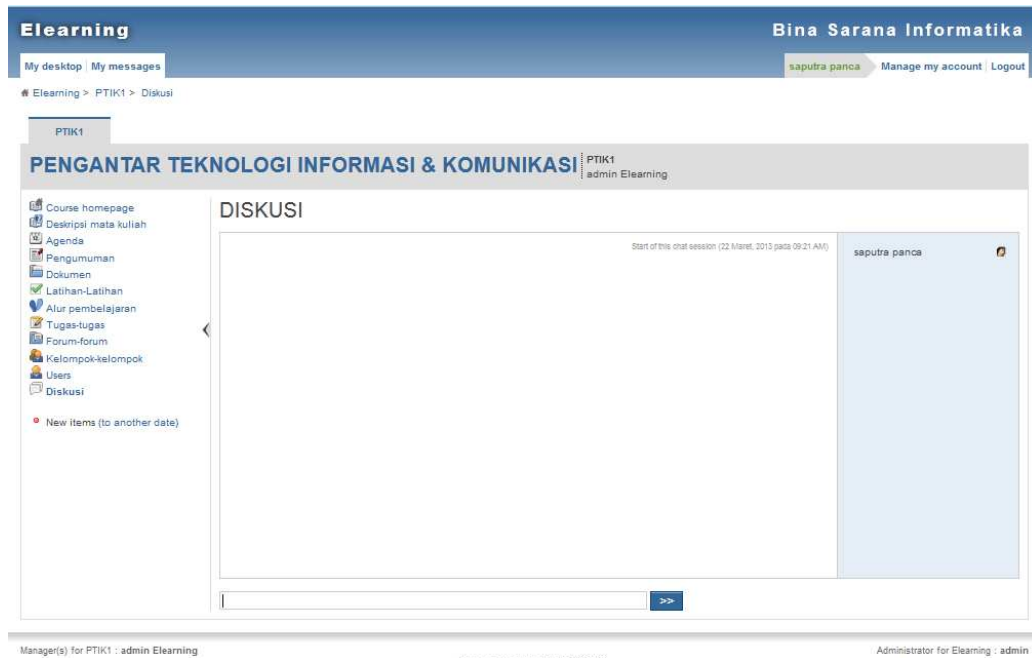 Elearning
Bina Sarana Informatika
My desktop My messages
saputra panca Manage my account Logout
Elearning > PTIK1 > Diskusi
PTIK1
PENGANTAR TEKNOLOGI INFORMASI & KOMUNIKASI
PTIK1
admin Elearning
Course homepage
Deskripsi mata kuliah
Agenda
Pengumuman
Dokumen
Latihan-Latihan
Alur pembelajaran
Tugas-tugas
Forum-forum
Kelompok-kelompok
Users
Diskusi
New items (to another date)
DISKUSI
Start of this chat session (22 Maret, 2013 pada 09:21 AM)
saputra panca
>>
Manager(s) for PTIK1 : admin Elearning
Administrator for Elearning : admin